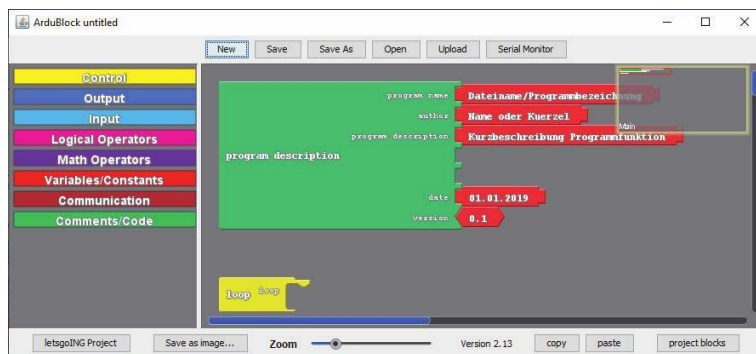 ArduBlock untitled
New Save Save As Open Upload Serial Monitor
Control
Output
Input
Logical Operators
Math Operators
Variables/Constants
Communication
Comments/Code
program name Dateiname/Programmbezeichnung
author Name oder Kuerzel
Main
program description Kurzbeschreibung Programmfunktion
program description
date 01.01.2019
version 0.1
loop loop
letsgoING Project Save as image... Zoom Version 2.13 copy paste project blocks